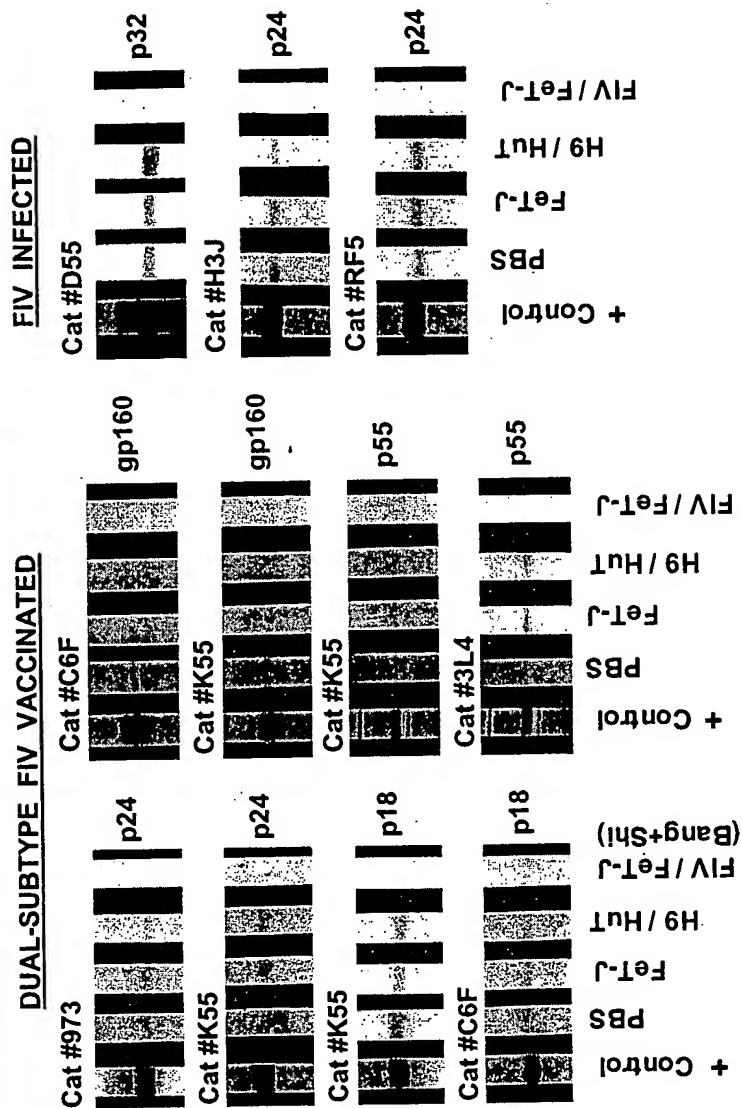 DUAL-SUBTYPE FIV VACCINATED
Cat #973
p24
Cat #K55
p24
Cat #K55
p18
Cat #C6F
p18
+ Control
PBS
FeT-J
H9 / HuT
FIV / FeT-J
(Bang+Shi)
Cat #C6F
gp160
Cat #K55
gp160
Cat #K55
p55
Cat #3L4
p55
+ Control
PBS
FeT-J
H9 / HuT
FIV / FeT-J
FIV INFECTED
Cat #D55
p32
Cat #H3J
p24
Cat #RF5
p24
+ Control
PBS
FeT-J
H9 / HuT
FIV / FeT-J